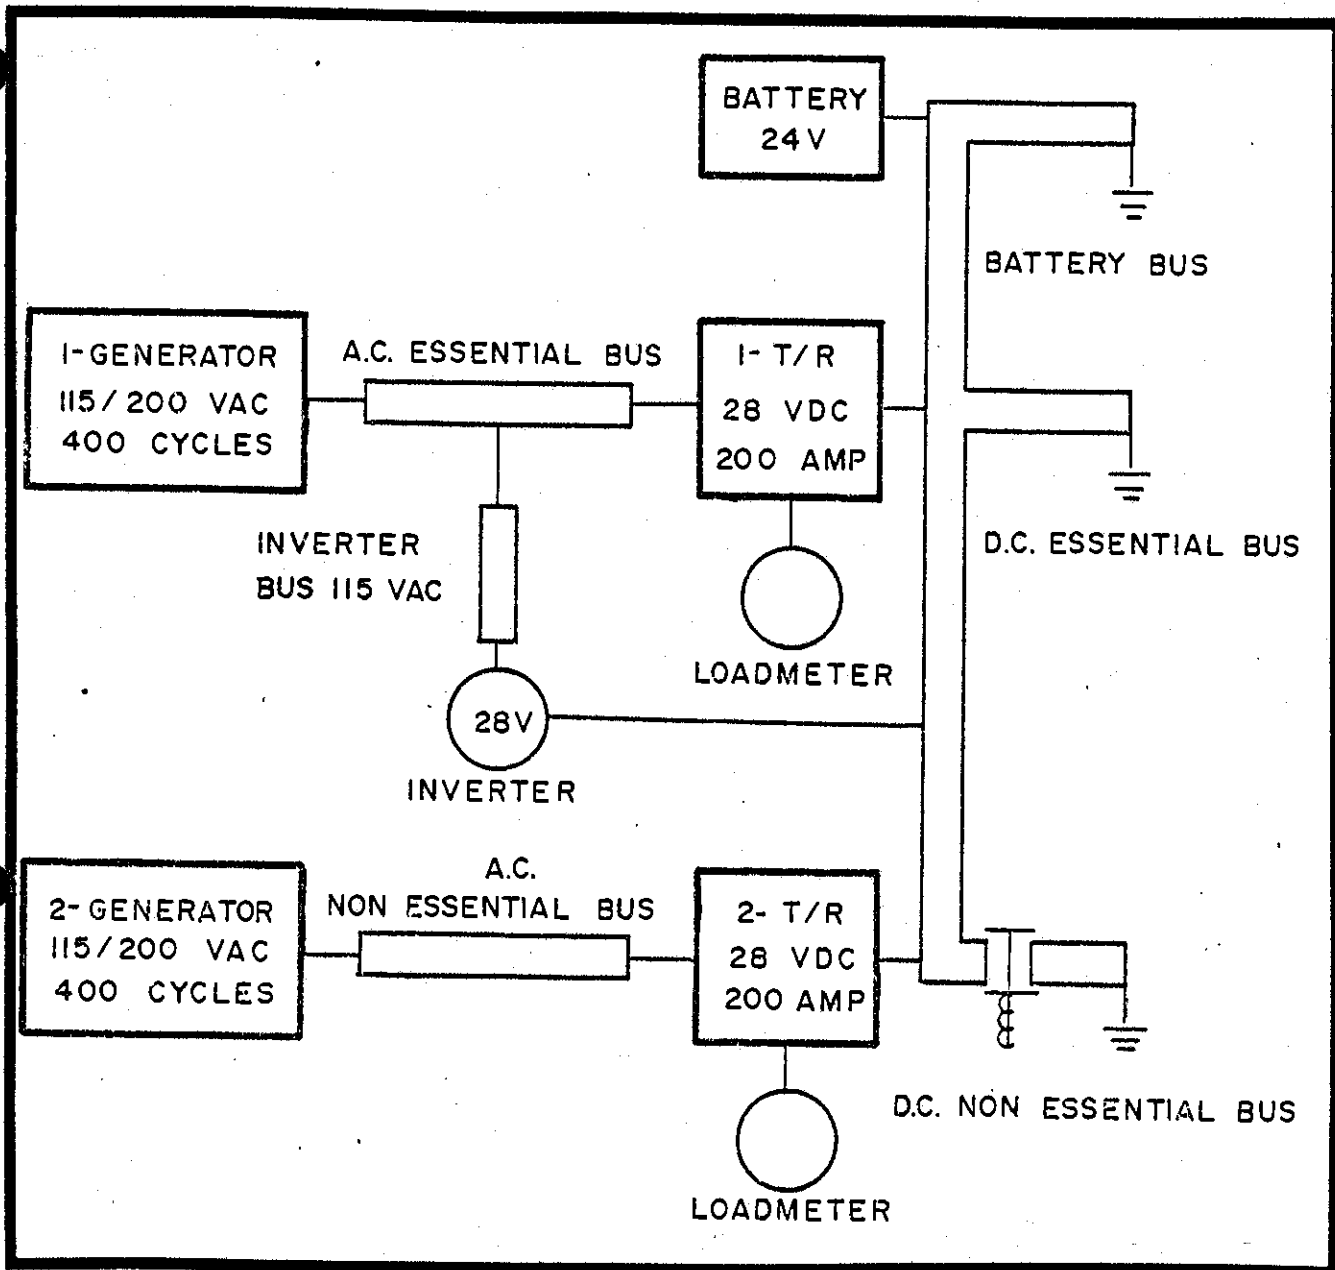 BATTERY
24V
BATTERY BUS
1-GENERATOR
115/200 VAC
400 CYCLES
A.C. ESSENTIAL BUS
1- T/R
28 VDC
200 AMP
INVERTER
BUS 115 VAC
D.C. ESSENTIAL BUS
LOADMETER
28V
INVERTER
2-GENERATOR
115/200 VAC
400 CYCLES
A.C.
NON ESSENTIAL BUS
2- T/R
28 VDC
200 AMP
D.C. NON ESSENTIAL BUS
LOADMETER